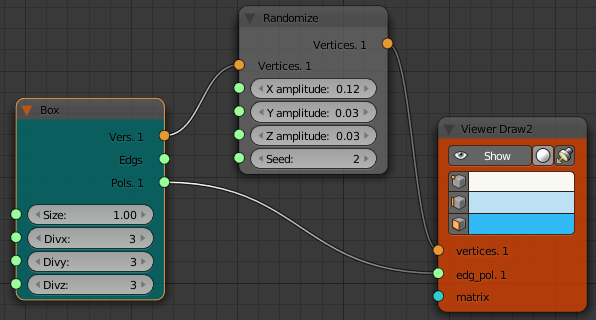 Randomize
Vertices. 1
Vertices. 1
X amplitude: 0.12
Y amplitude: 0.03
Z amplitude: 0.03
Seed: 2
Box
Vers. 1
Edgs
Pols. 1
Size: 1.00
Divx: 3
Divy: 3
Divz: 3
Viewer Draw2
Show
vertices. 1
edg_pol. 1
matrix